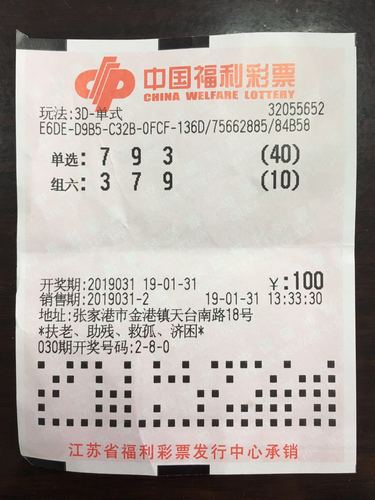 中国福利彩票
CHINA WELFARE LOTTERY
玩法:3D-单式 32055652
E6DE-D9B5-C32B-0FCF-136D/75662885/84B58
单选: 7 9 3 (40)
组六: 3 7 9 (10)
开奖期:2019031 19-01-31 ¥:100
销售期:2019031-2 19-01-31 13:33:30
地址:张家港市金港镇天台南路18号
*扶老、助残、救孤、济困*
030期开奖号码:2-8-0
江苏省福利彩票发行中心承销